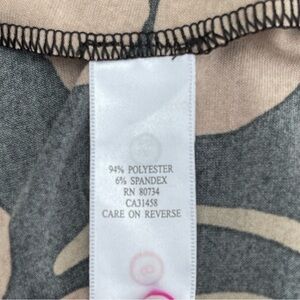 94% POLYESTER
6% SPANDEX
RN 80734
CA31458
CARE ON REVERSE